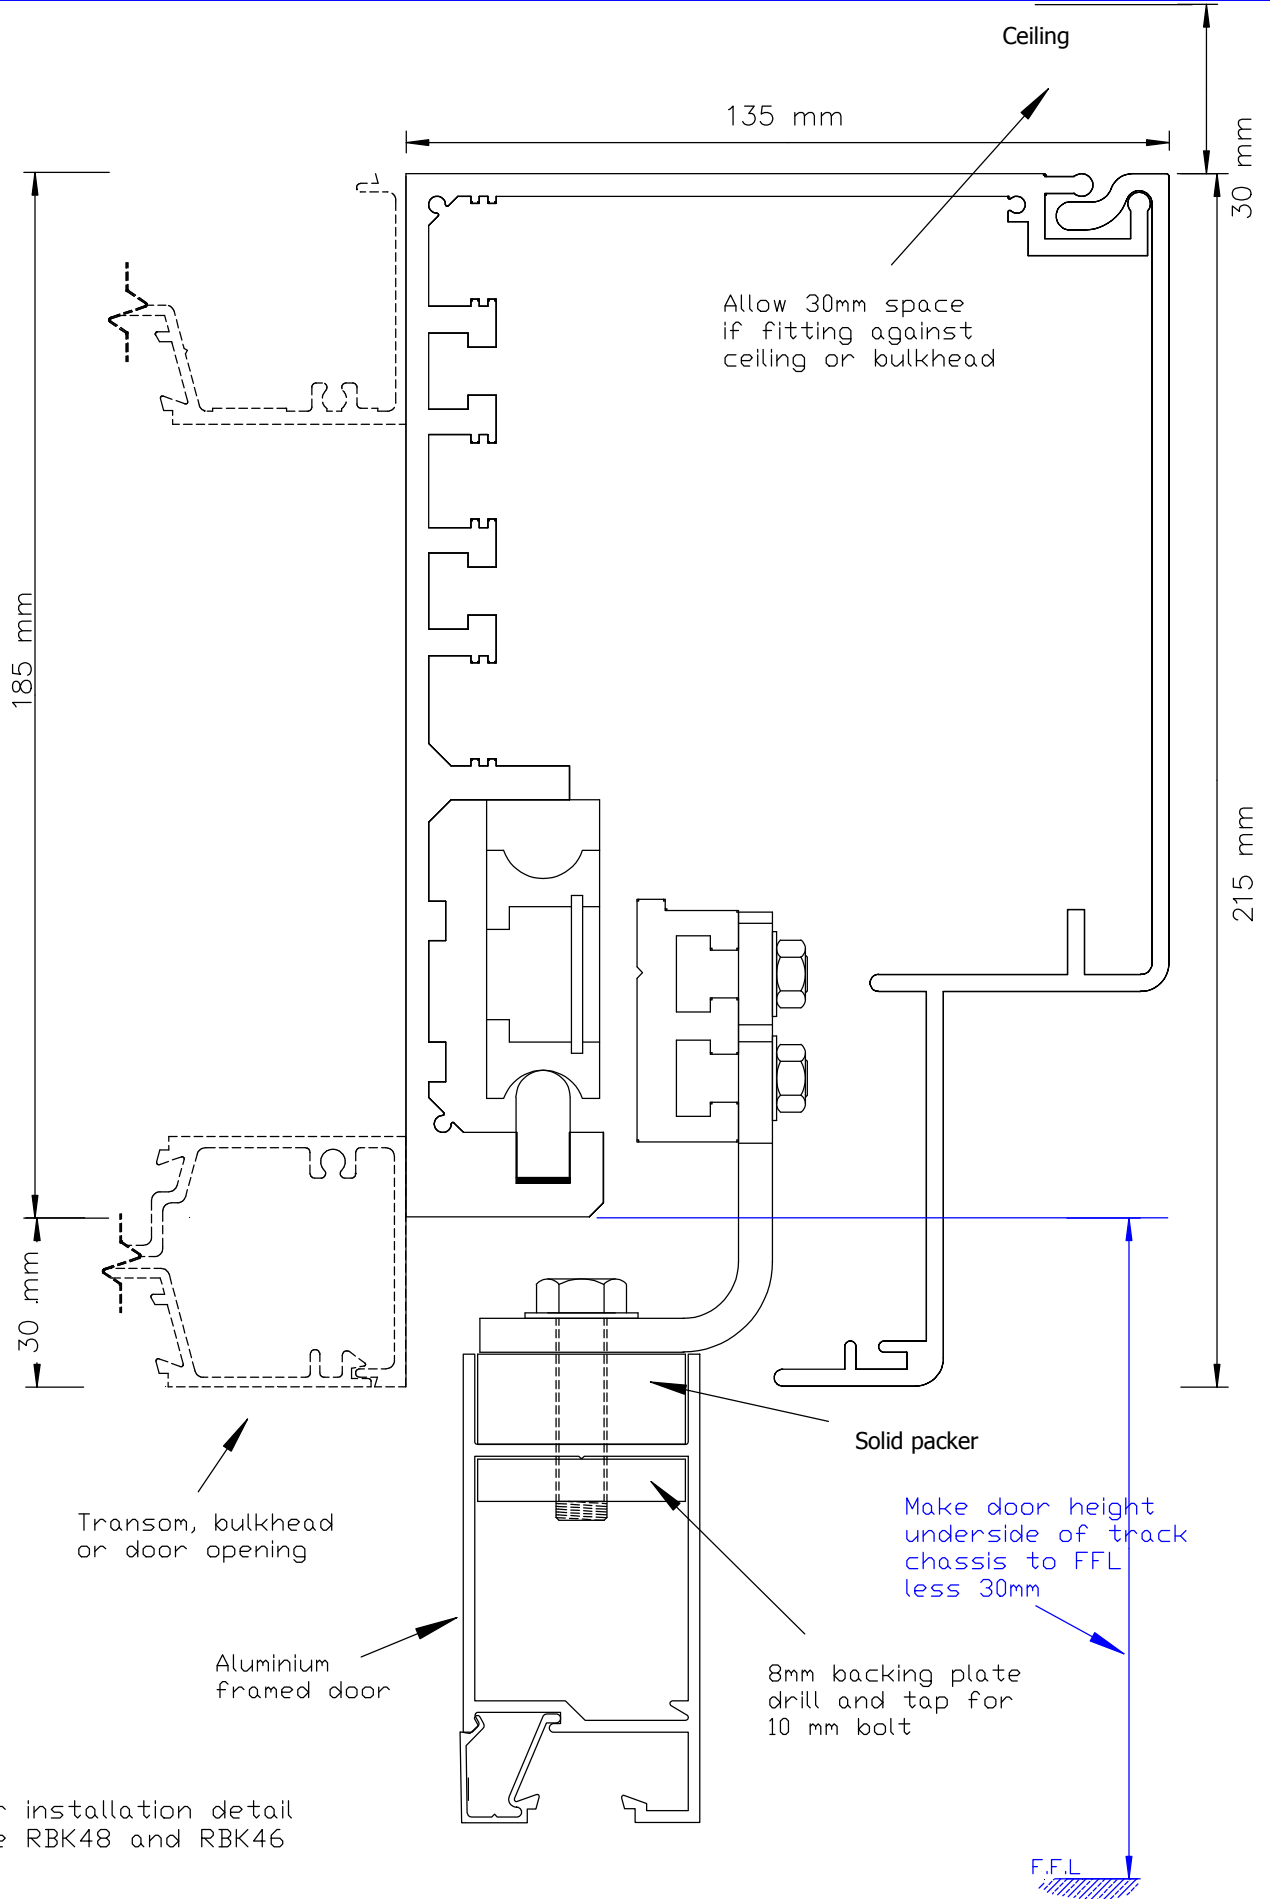 Ceiling
135 mm
30 mm
Allow 30mm space
if fitting against
ceiling or bulkhead
185 mm
215 mm
30 mm
Solid packer
Make door height
underside of track
chassis to FFL
less 30mm
Transom, bulkhead
or door opening
Aluminium
framed door
8mm backing plate
drill and tap for
10 mm bolt
installation detail
RBK48 and RBK46
F.F.L